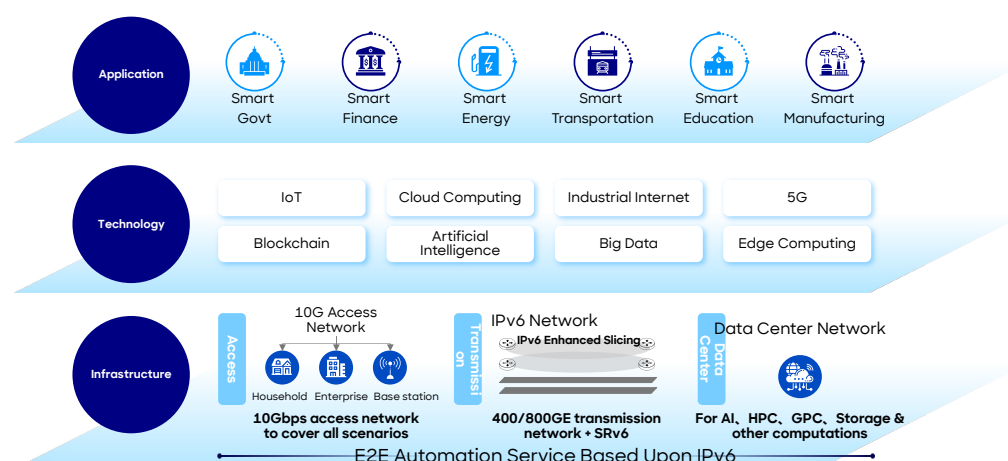 Application
Smart
Govt
Smart
Finance
Smart
Energy
Smart
Transportation
Smart
Education
Smart
Manufacturing
Technology
IoT
Cloud Computing
Industrial Internet
5G
Blockchain
Artificial
Intelligence
Big Data
Edge Computing
Infrastructure
Access
10G Access
Network
Household
Enterprise
Base station
10Gbps access network
to cover all scenarios
Transmissi
on
IPv6 Network
IPv6 Enhanced Slicing
400/800GE transmission
network + SRv6
Data
Center
Data Center Network
For AI、HPC、GPC、Storage &
other computations
E2E Automation Service Based Upon IPv6